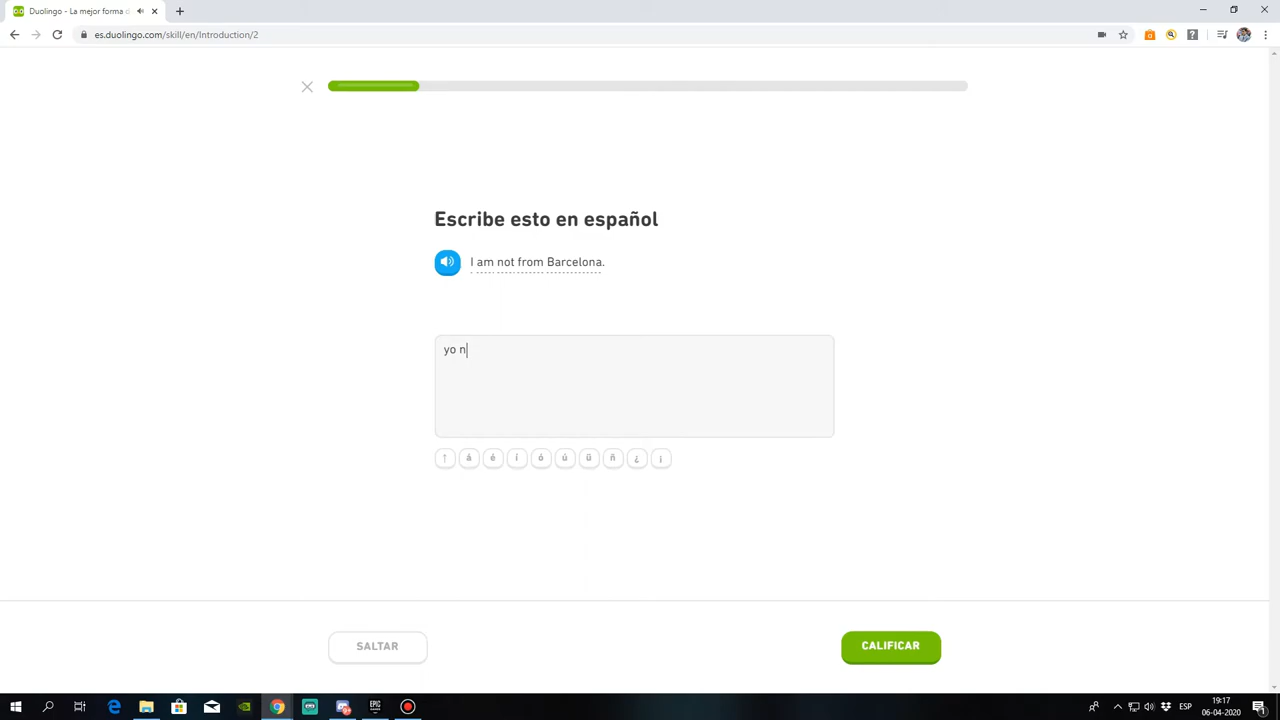 Duolingo - La mejor forma d
es.duolingo.com/skill/en/Introduction/2
Escribe esto en español
I am not from Barcelona.
yo n
↑ á é í ó ú ü ñ ¿ ¡
SALTAR
CALIFICAR
EPIC
ESP
19:17
06-04-2020